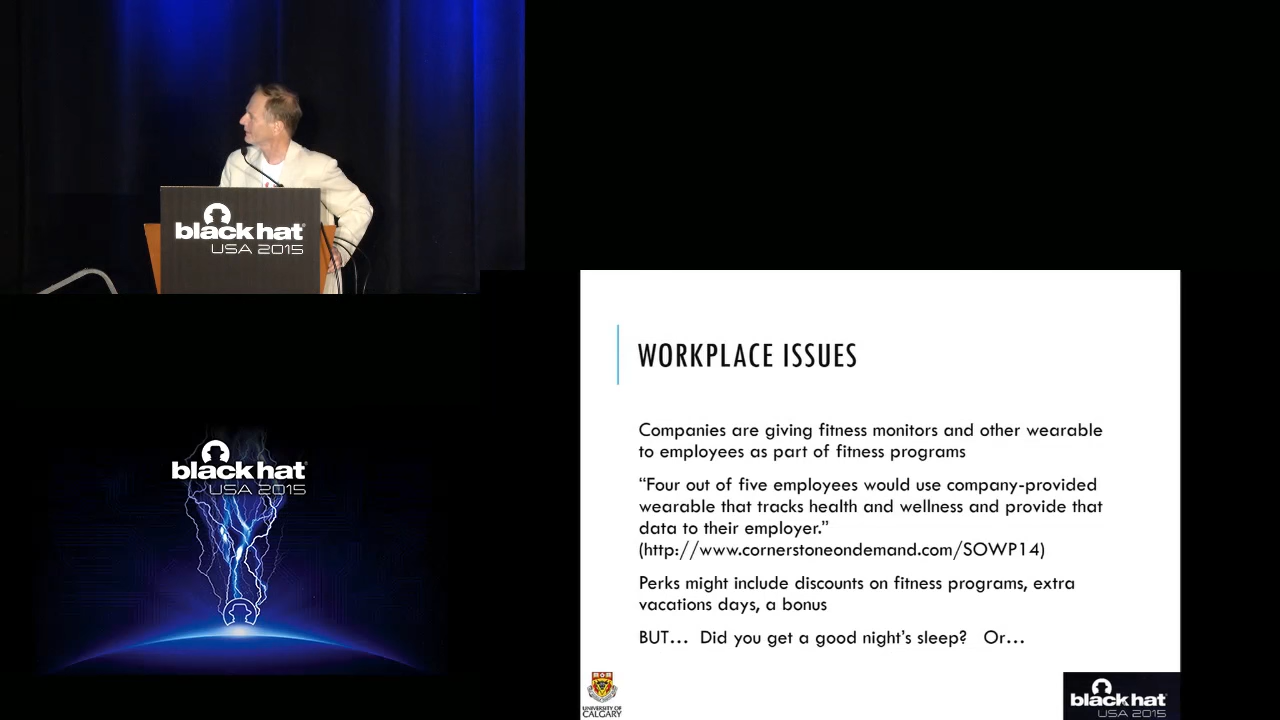 black hat
USA 2015
WORKPLACE ISSUES
Companies are giving fitness monitors and other wearable
to employees as part of fitness programs
“Four out of five employees would use company-provided
wearable that tracks health and wellness and provide that
data to their employer.”
(http://www.cornerstoneondemand.com/SOWP14)
Perks might include discounts on fitness programs, extra
vacations days, a bonus
BUT... Did you get a good night’s sleep? Or...
black hat
USA 2015
UNIVERSITY OF
CALGARY
black hat
USA 2015